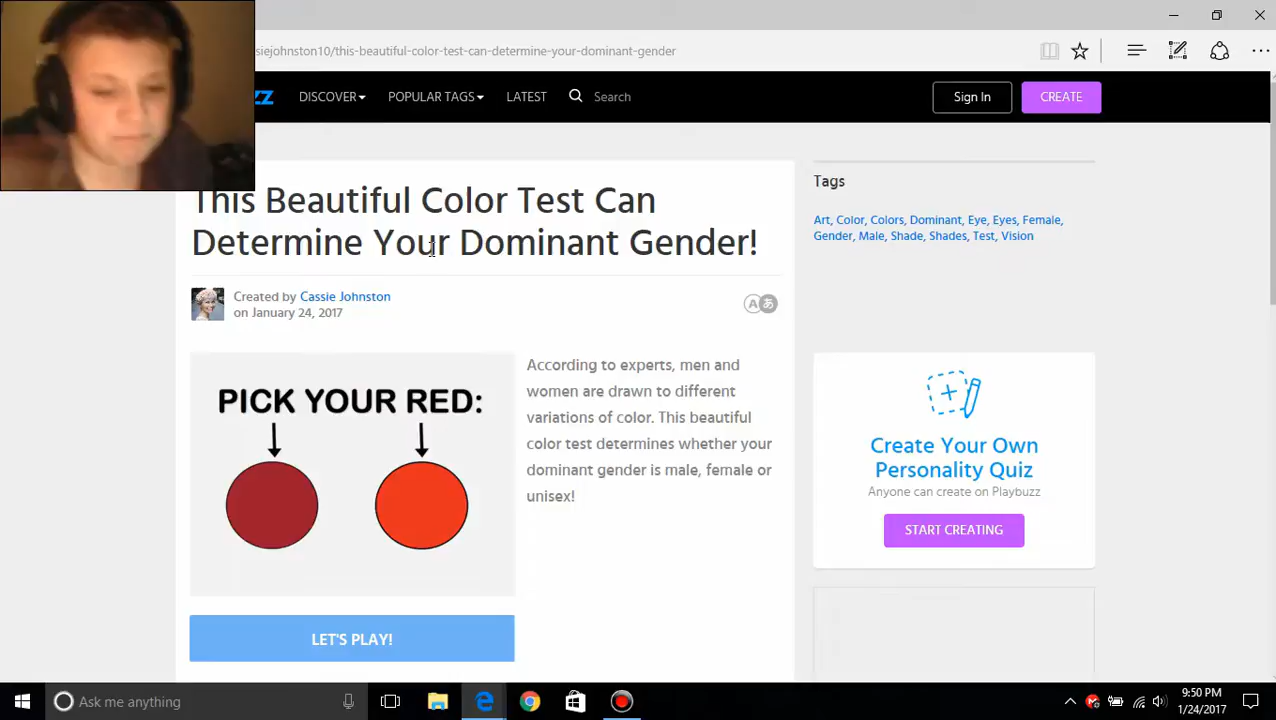 siejohnston10/this-beautiful-color-test-can-determine-your-dominant-gender
ZZ DISCOVER POPULAR TAGS LATEST Search Sign In CREATE
This Beautiful Color Test Can
Determine Your Dominant Gender!
Created by Cassie Johnston
on January 24, 2017
A あ
PICK YOUR RED:
According to experts, men and
women are drawn to different
variations of color. This beautiful
color test determines whether your
dominant gender is male, female or
unisex!
LET'S PLAY!
Tags
Art, Color, Colors, Dominant, Eye, Eyes, Female,
Gender, Male, Shade, Shades, Test, Vision
Create Your Own
Personality Quiz
Anyone can create on Playbuzz
START CREATING
Ask me anything
9:50 PM
1/24/2017